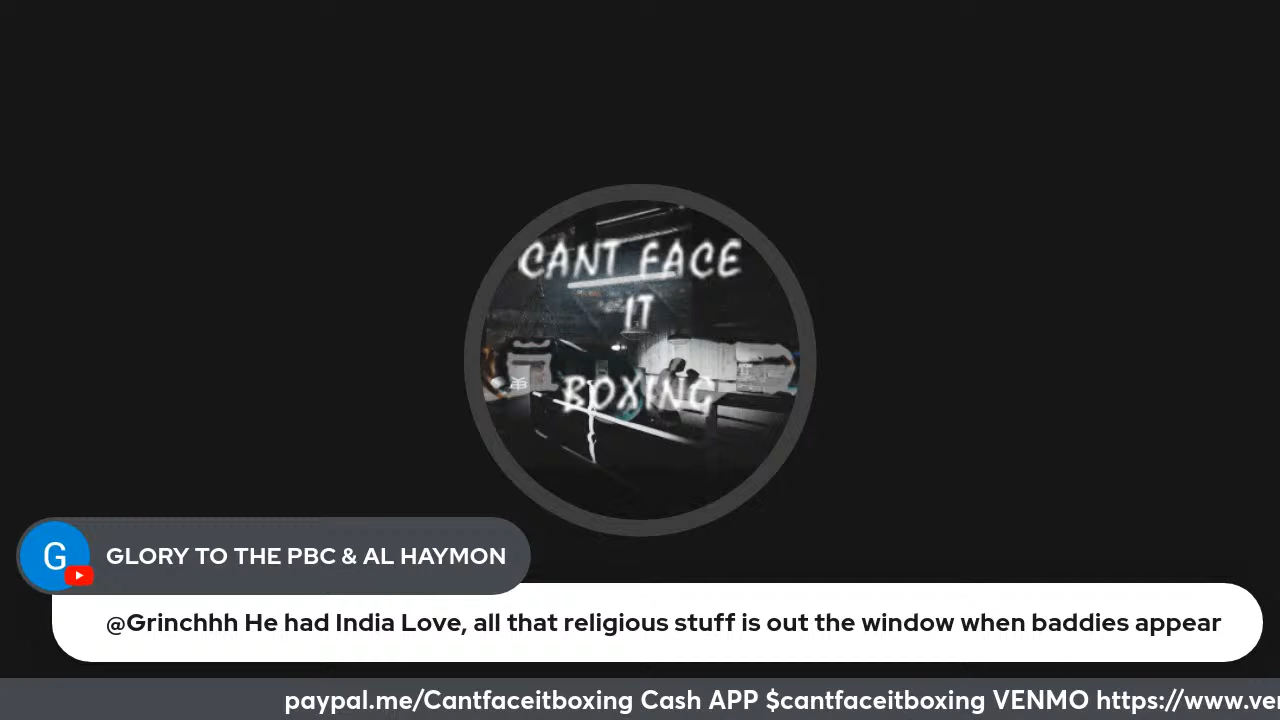 CANT FACE
IT
BOXING
G
GLORY TO THE PBC & AL HAYMON
@Grinchhh He had India Love, all that religious stuff is out the window when baddies appear
paypal.me/Cantfaceitboxing Cash APP $cantfaceitboxing VENMO https://www.ve